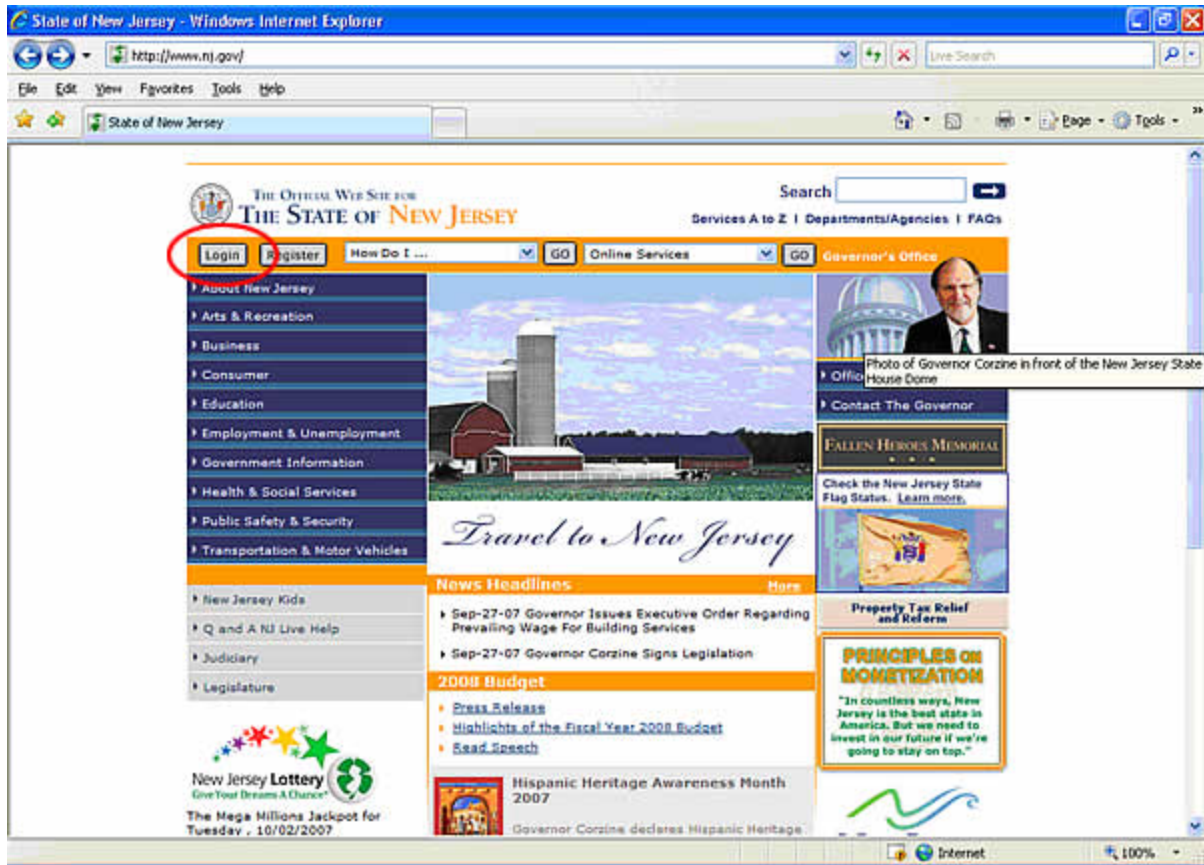 State of New Jersey - Windows Internet Explorer
http://www.nj.gov/
Live Search
File Edit View Favorites Tools Help
State of New Jersey
Page Tools
The Official Web Site for
The State of New Jersey
Search
Services A to Z | Departments/Agencies | FAQs
Login Register How Do I ... GO Online Services GO Governor's Office
About New Jersey
Arts & Recreation
Business
Consumer
Education
Employment & Unemployment
Government Information
Health & Social Services
Public Safety & Security
Transportation & Motor Vehicles
New Jersey Kids
Q and A NJ Live Help
Judiciary
Legislature
New Jersey Lottery
Give Your Dreams A Chance
The Mega Millions Jackpot for
Tuesday , 10/02/2007
Travel to New Jersey
News Headlines More
Sep-27-07 Governor Issues Executive Order Regarding
Prevailing Wage For Building Services
Sep-27-07 Governor Corzine Signs Legislation
2008 Budget
Press Release
Highlights of the Fiscal Year 2008 Budget
Read Speech
Hispanic Heritage Awareness Month
2007
Governor Corzine declares Hispanic Heritage
Photo of Governor Corzine in front of the New Jersey State
House Dome
Contact The Governor
Fallen Heroes Memorial
Check the New Jersey State
Flag Status. Learn more.
Property Tax Relief
and Reform
PRINCIPLES ON
MONETIZATION
"In countless ways, New
Jersey is the best state in
America. But we need to
invest in our future if we're
going to stay on top."
Internet 100%